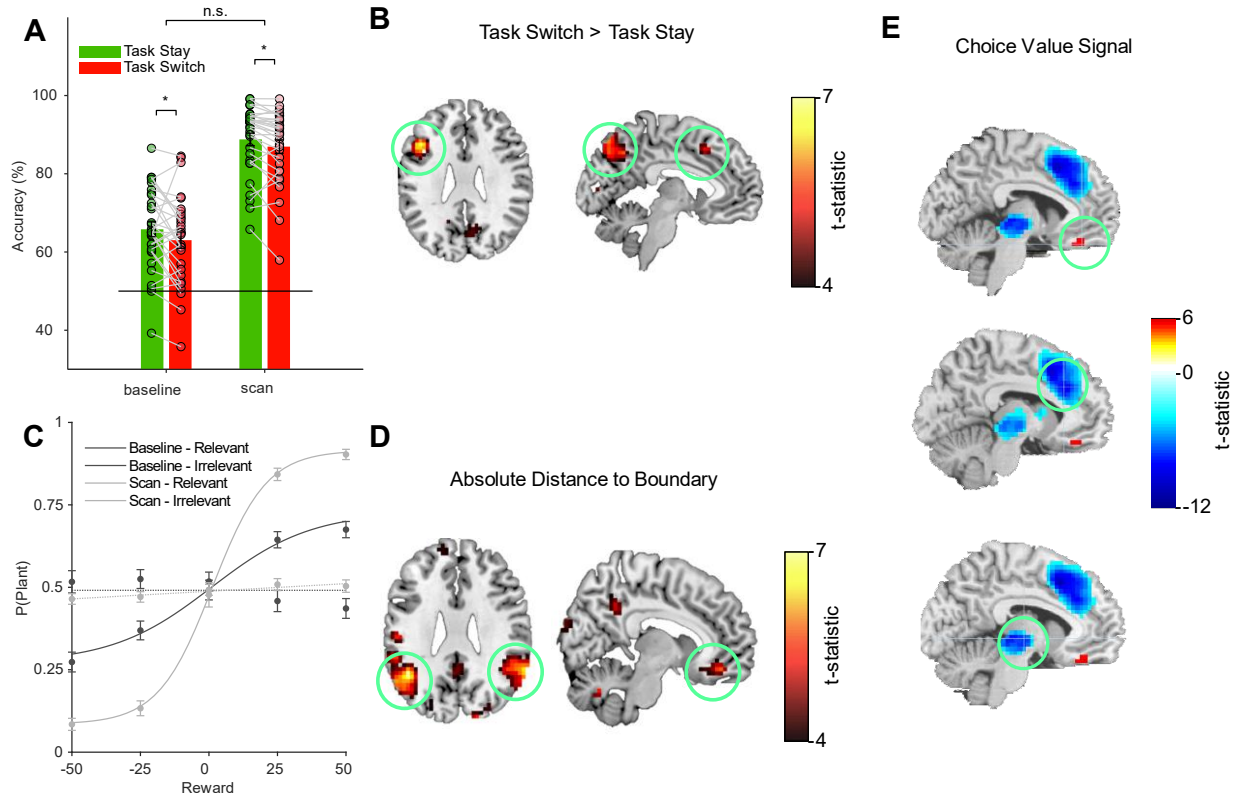 A
n.s.
Task Stay
Task Switch
*
*
Accuracy (%)
100
80
60
40
baseline
scan
B
Task Switch > Task Stay
7
4
t-statistic
C
Baseline - Relevant
Baseline - Irrelevant
Scan - Relevant
Scan - Irrelevant
P(Plant)
1
0.75
0.5
0.25
0
-50
-25
0
25
50
Reward
D
Absolute Distance to Boundary
7
4
t-statistic
E
Choice Value Signal
6
0
-12
t-statistic